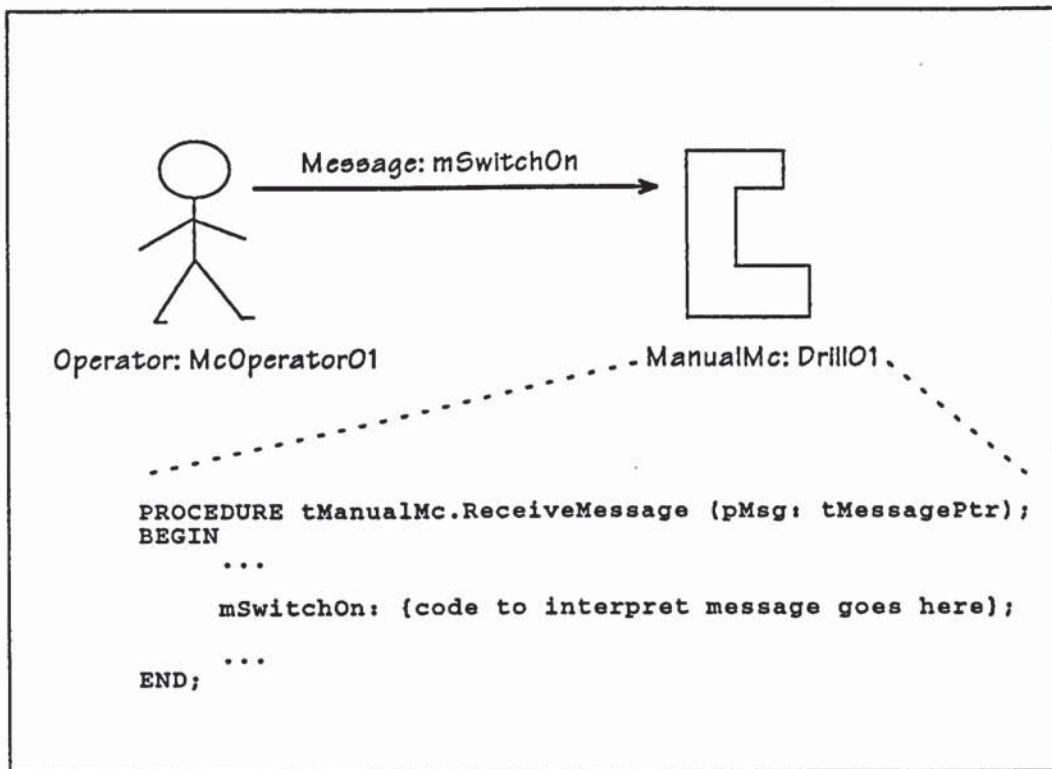 Message: mSwitchOn
Operator: McOperator01
ManualMc: Drill01
PROCEDURE tManualMc.ReceiveMessage (pMsg: tMessagePtr);
BEGIN
...
mSwitchOn: {code to interpret message goes here};
...
END;